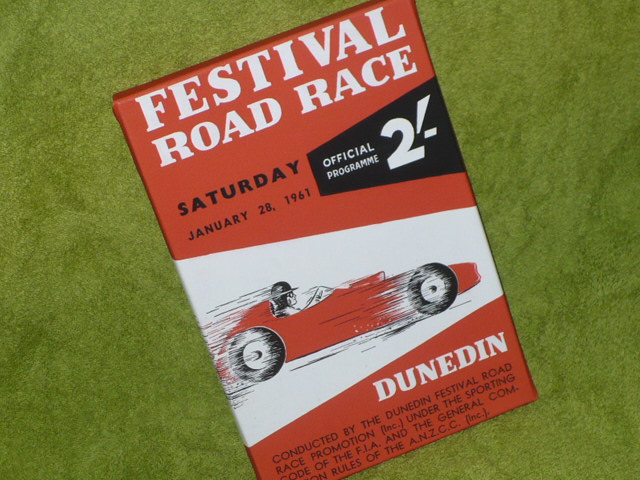 FESTIVAL
ROAD RACE
OFFICIAL
PROGRAMME
2/-
SATURDAY
JANUARY 28, 1961
DUNEDIN
CONDUCTED BY THE DUNEDIN FESTIVAL ROAD
RACE PROMOTION (Inc.) UNDER THE SPORTING
CODE OF THE F.I.A. AND THE GENERAL COM-
RULES OF THE A.N.Z.C.C. (Inc.).